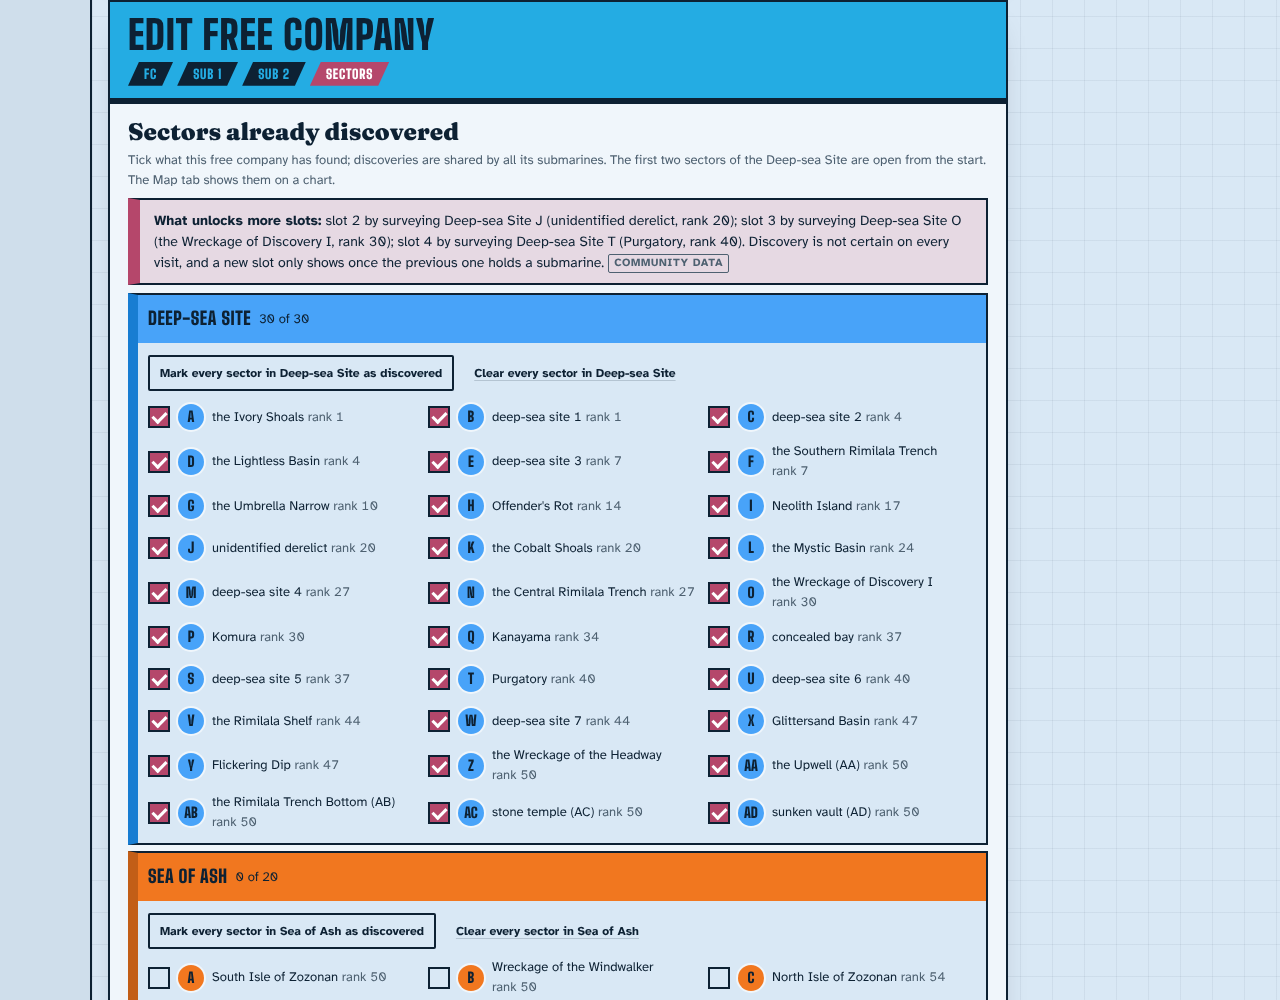 EDIT FREE COMPANY
FC SUB 1 SUB 2 SECTORS
Sectors already discovered
Tick what this free company has found; discoveries are shared by all its submarines. The first two sectors of the Deep-sea Site are open from the start.
The Map tab shows them on a chart.
What unlocks more slots: slot 2 by surveying Deep-sea Site J (unidentified derelict, rank 20); slot 3 by surveying Deep-sea Site O
(the Wreckage of Discovery I, rank 30); slot 4 by surveying Deep-sea Site T (Purgatory, rank 40). Discovery is not certain on every
visit, and a new slot only shows once the previous one holds a submarine. COMMUNITY DATA
DEEP-SEA SITE 30 of 30
Mark every sector in Deep-sea Site as discovered Clear every sector in Deep-sea Site
A the Ivory Shoals rank 1
B deep-sea site 1 rank 1
C deep-sea site 2 rank 4
D the Lightless Basin rank 4
E deep-sea site 3 rank 7
F the Southern Rimilala Trench
rank 7
G the Umbrella Narrow rank 10
H Offender's Rot rank 14
I Neolith Island rank 17
J unidentified derelict rank 20
K the Cobalt Shoals rank 20
L the Mystic Basin rank 24
M deep-sea site 4 rank 27
N the Central Rimilala Trench rank 27
O the Wreckage of Discovery I
rank 30
P Komura rank 30
Q Kanayama rank 34
R concealed bay rank 37
S deep-sea site 5 rank 37
T Purgatory rank 40
U deep-sea site 6 rank 40
V the Rimilala Shelf rank 44
W deep-sea site 7 rank 44
X Glittersand Basin rank 47
Y Flickering Dip rank 47
Z the Wreckage of the Headway
rank 50
AA the Upwell (AA) rank 50
AB the Rimilala Trench Bottom (AB)
rank 50
AC stone temple (AC) rank 50
AD sunken vault (AD) rank 50
SEA OF ASH 0 of 20
Mark every sector in Sea of Ash as discovered Clear every sector in Sea of Ash
A South Isle of Zozonan rank 50
B Wreckage of the Windwalker
rank 50
C North Isle of Zozonan rank 54